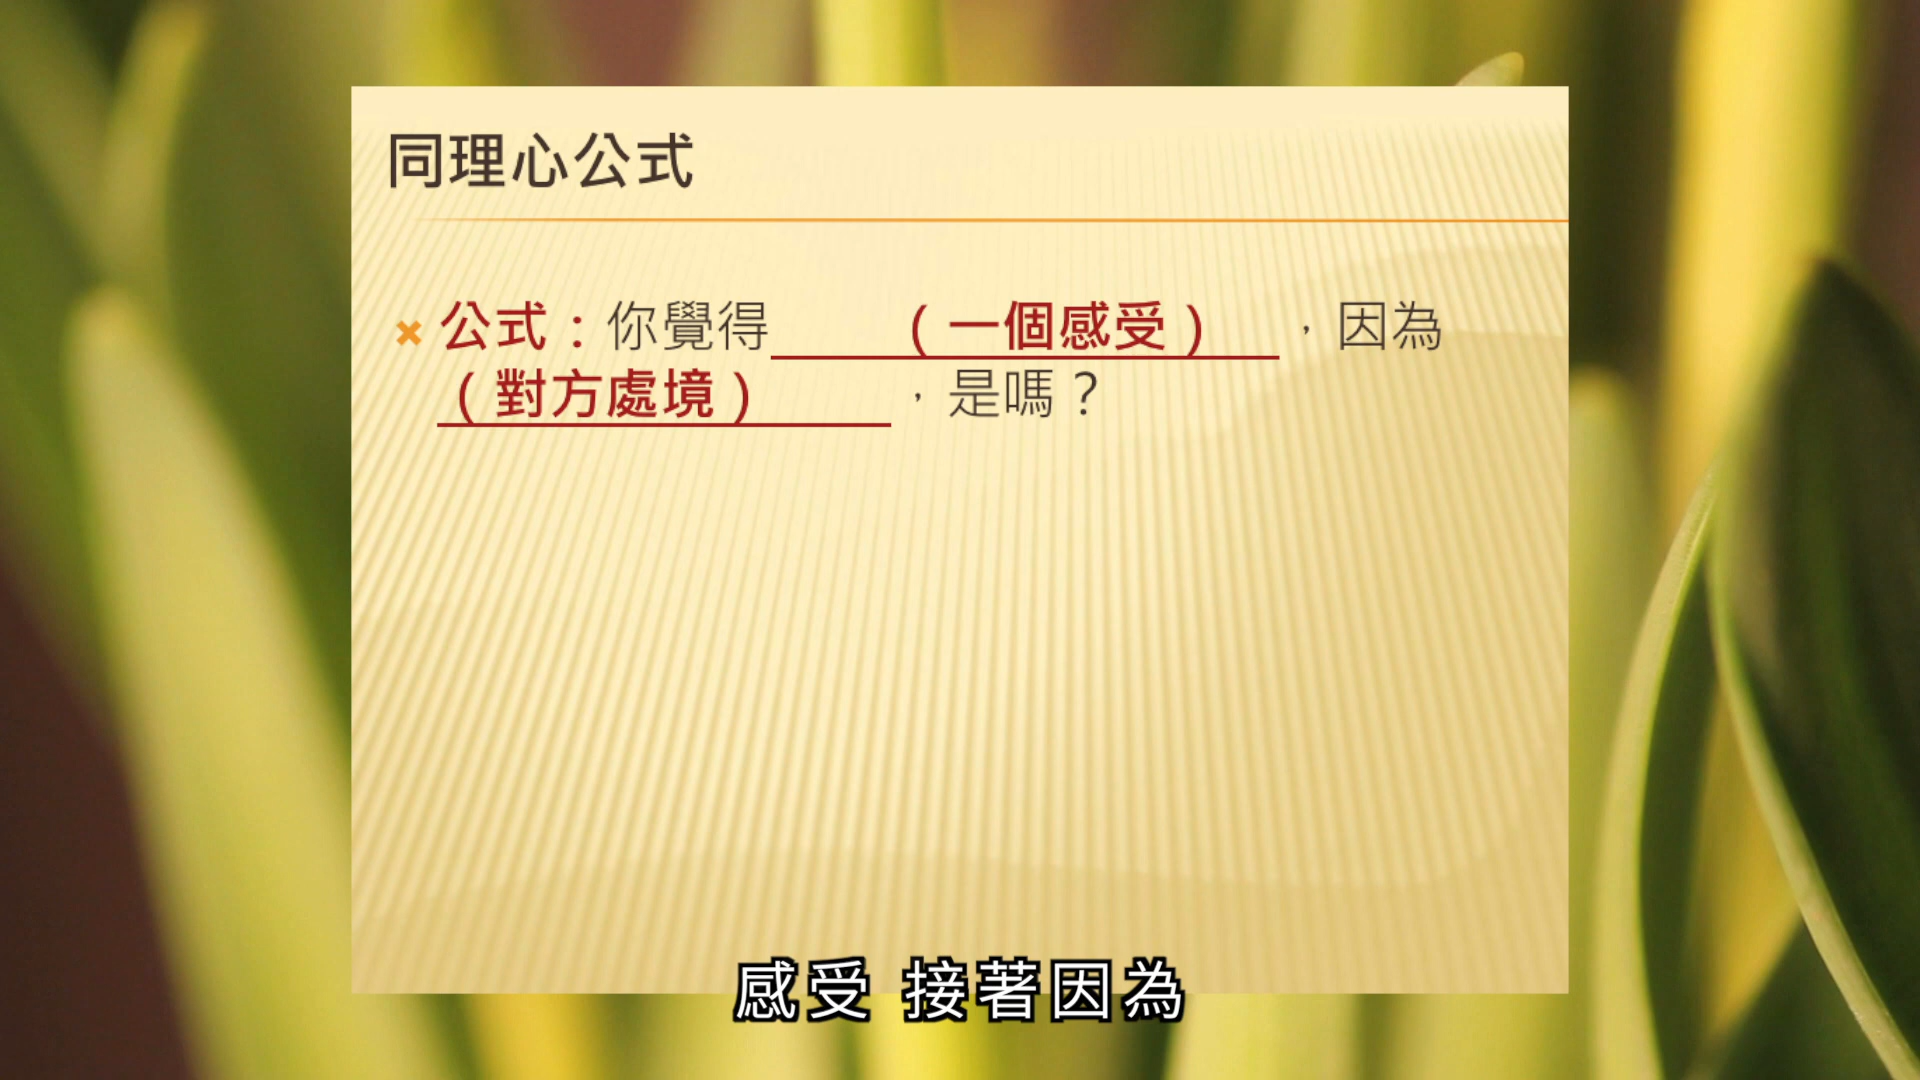 同理心公式
公式：你覺得（一個感受），因為
（對方處境），是嗎？
感受 接著因為